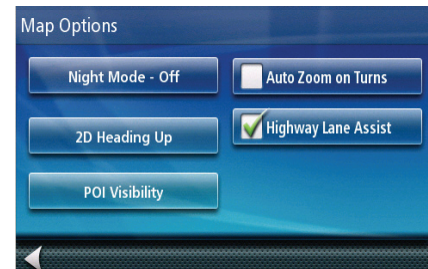 Map Options
Night Mode - Off
Auto Zoom on Turns
2D Heading Up
Highway Lane Assist
POI Visibility